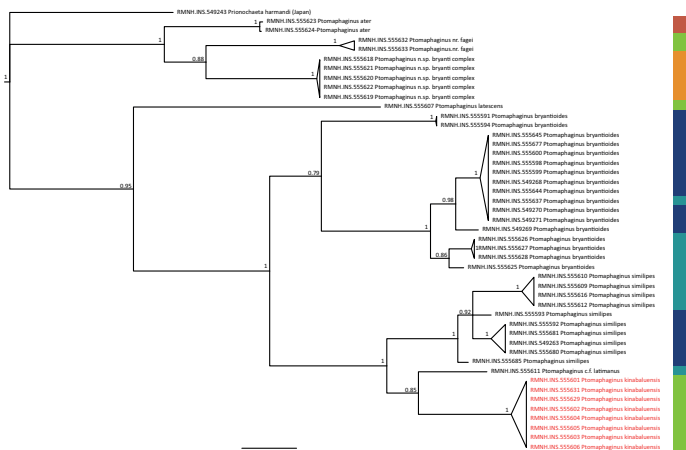 RMNH.INS.549243 Prionochaeta harmandi (Japan)
RMNH.INS.555623 Ptomaphaginus ater
1
RMNH.INS.555624-Ptomaphaginus ater
RMNH.INS.555632 Ptomaphaginus nr. fagei
1
RMNH.INS.555633 Ptomaphaginus.nr. fagei
0.88
RMNH.INS.555618 Ptomaphaginus n.sp. bryanti complex
RMNH.INS.555621 Ptomaphaginus n.sp. bryanti complex
1
RMNH.INS.555620 Ptomaphaginus n.sp. bryanti complex
1
RMNH.INS.555622 Ptomaphaginus n.sp. bryanti complex
RMNH.INS.555619 Ptomaphaginus n.sp. bryanti complex
RMNH.INS.555607 Ptomaphaginus latescens
RMNH.INS.555591 Ptomaphaginus bryantioides
1
RMNH.INS.555594 Ptomaphaginus bryantioides
RMNH.INS.555645 Ptomaphaginus bryantioides
RMNH.INS.555677 Ptomaphaginus bryantioides
RMNH.INS.555600 Ptomaphaginus bryantioides
RMNH.INS.555598 Ptomaphaginus bryantioides
0.79
1
RMNH.INS.555599 Ptomaphaginus bryantioides
RMNH.INS.549268 Ptomaphaginus bryantioides
0.95
RMNH.INS.555644 Ptomaphaginus bryantioides
RMNH.INS.555637 Ptomaphaginus bryantioides
0.98
RMNH.INS.549270 Ptomaphaginus bryantioides
RMNH.INS.549271 Ptomaphaginus bryantioides
1
RMNH.INS.549269 Ptomaphaginus bryantioides
RMNH.INS.555626 Ptomaphaginus bryantioides
1
RMNH.INS.555627 Ptomaphaginus bryantioides
0.86
RMNH.INS.555628 Ptomaphaginus bryantioides
RMNH.INS.555625 Ptomaphaginus bryantioides
1
RMNH.INS.555610 Ptomaphaginus similipes
RMNH.INS.555609 Ptomaphaginus similipes
1
RMNH.INS.555616 Ptomaphaginus similipes
RMNH.INS.555612 Ptomaphaginus similipes
0.92
RMNH.INS.555593 Ptomaphaginus similipes
RMNH.INS.555592 Ptomaphaginus similipes
RMNH.INS.555681 Ptomaphaginus similipes
1
1
RMNH.INS.549263 Ptomaphaginus similipes
RMNH.INS.555680 Ptomaphaginus similipes
RMNH.INS.555685 Ptomaphaginus similipes
1
RMNH.INS.555611 Ptomaphaginus c.f. latimanus
RMNH.INS.555601 Ptomaphaginus kinabaluensis
0.85
RMNH.INS.555631 Ptomaphaginus kinabaluensis
RMNH.INS.555629 Ptomaphaginus kinabaluensis
RMNH.INS.555602 Ptomaphaginus kinabaluensis
1
RMNH.INS.555604 Ptomaphaginus kinabaluensis
RMNH.INS.555605 Ptomaphaginus kinabaluensis
RMNH.INS.555603 Ptomaphaginus kinabaluensis
RMNH.INS.555606 Ptomaphaginus kinabaluensis